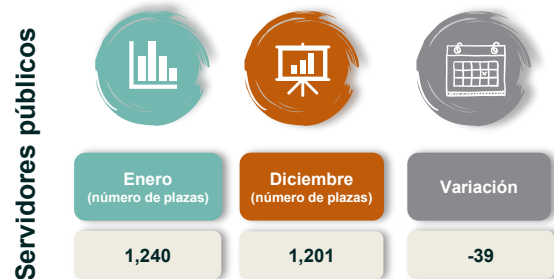 Servidores públicos
Enero
(número de plazas)
Diciembre
(número de plazas)
Variación
1,240
1,201
-39